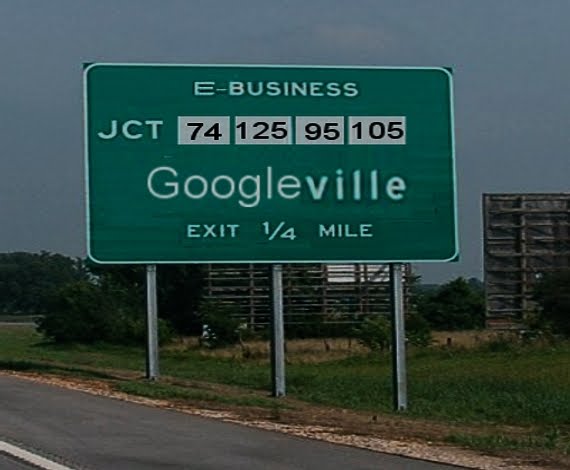 E-BUSINESS
JCT 74 125 95 105
Googleville
EXIT 1/4 MILE